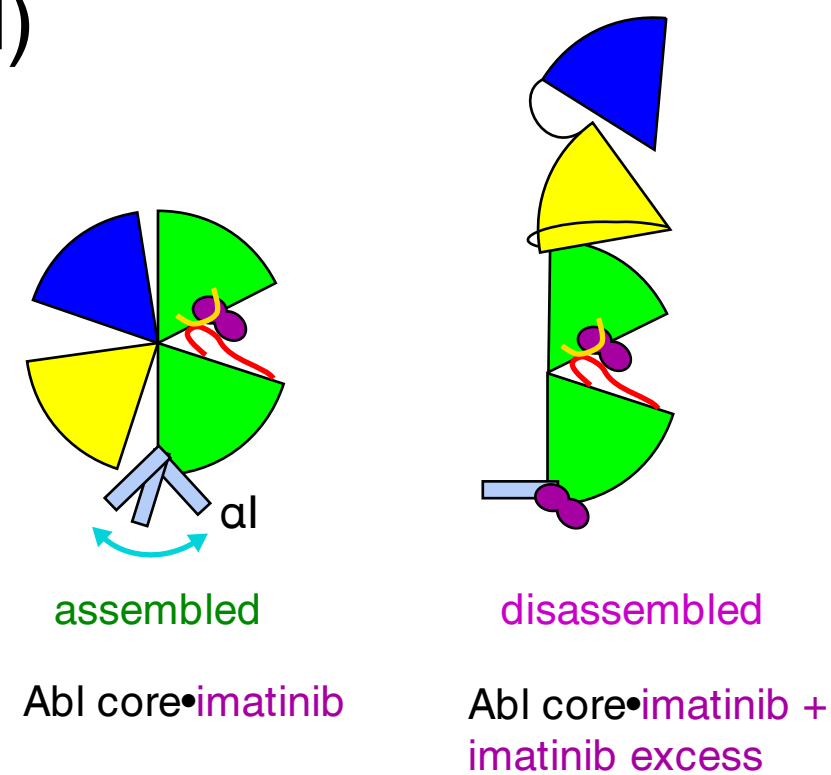 )
αI
assembled
disassembled
Abl core•imatinib
Abl core•imatinib +
imatinib excess